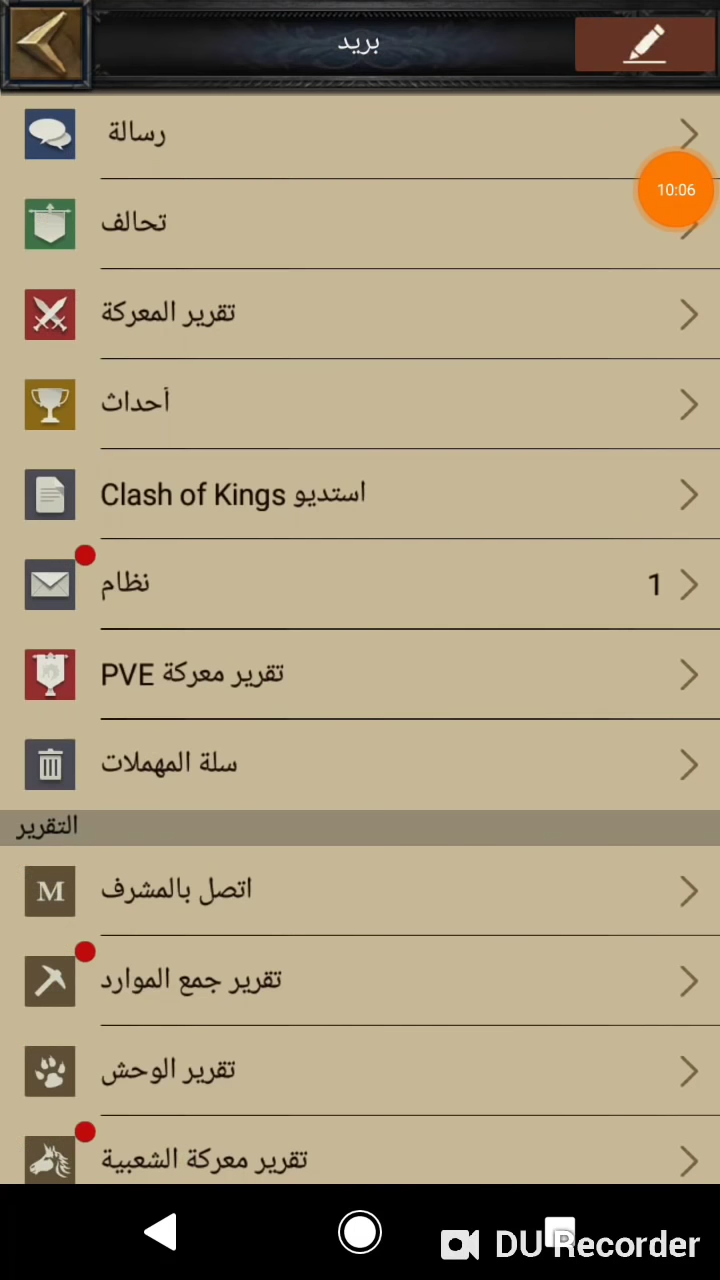 بريد
رسالة
10:06
تحالف
تقرير المعركة
أحداث
استديو Clash of Kings
نظام
1
تقرير معركة PVE
سلة المهملات
التقرير
M
اتصل بالمشرف
تقرير جمع الموارد
تقرير الوحش
تقرير معركة الشعبية
DU Recorder